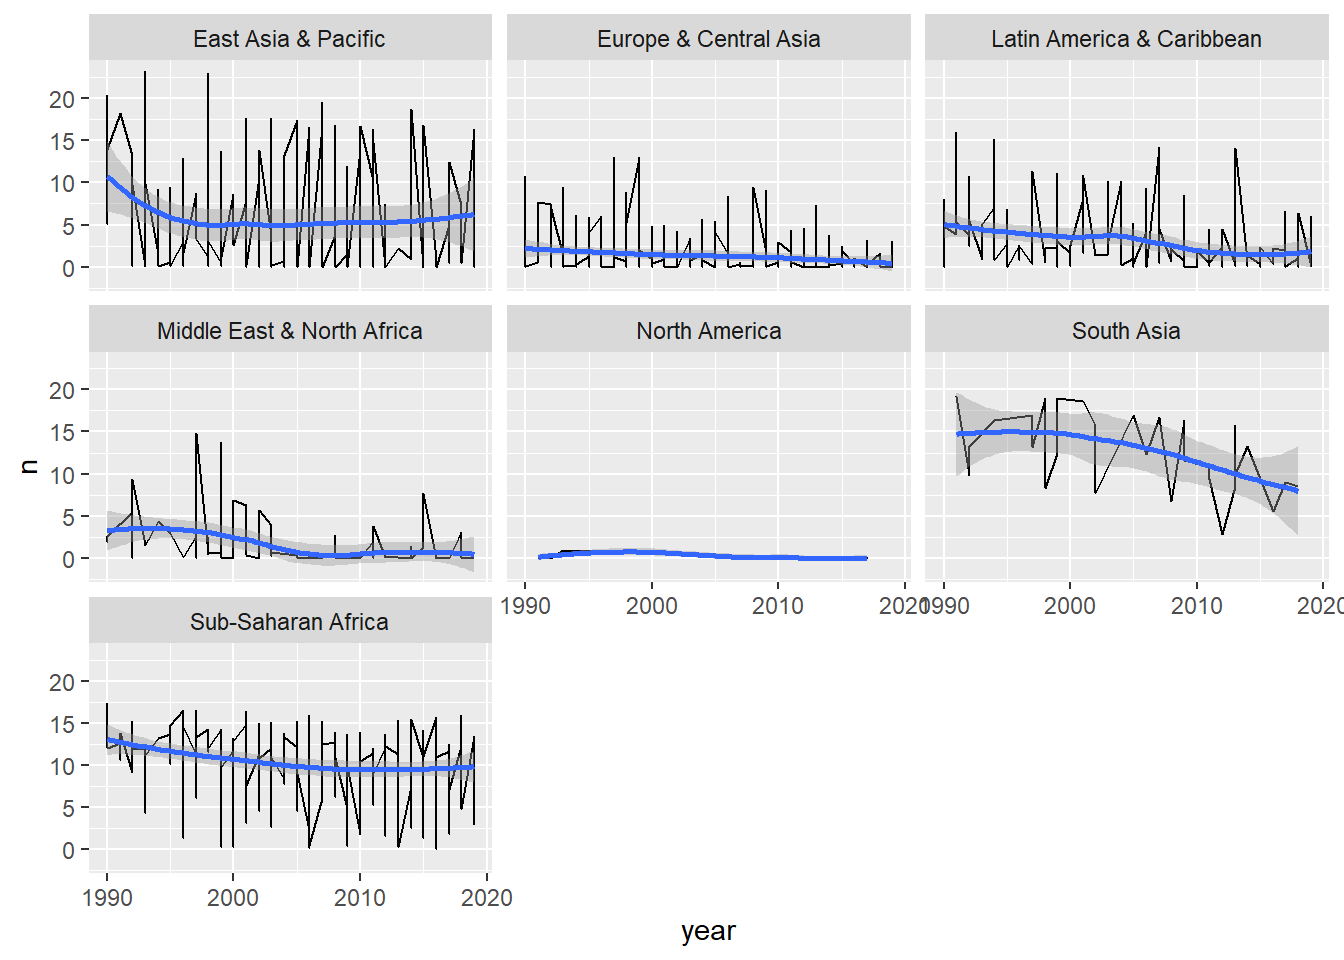 East Asia & Pacific
Europe & Central Asia
Latin America & Caribbean
20
15
10
5
0
Middle East & North Africa
North America
South Asia
20
15
10
5
0
n
1990 2000 2010 2020
1990 2000 2010 2020
Sub-Saharan Africa
20
15
10
5
0
1990 2000 2010 2020
year